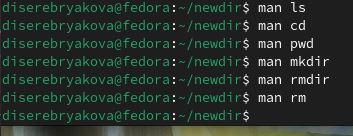 diserebryakova@fedora:~/newdir$ man ls
diserebryakova@fedora:~/newdir$ man cd
diserebryakova@fedora:~/newdir$ man pwd
diserebryakova@fedora:~/newdir$ man mkdir
diserebryakova@fedora:~/newdir$ man rmdir
diserebryakova@fedora:~/newdir$ man rm
diserebryakova@fedora:~/newdir$